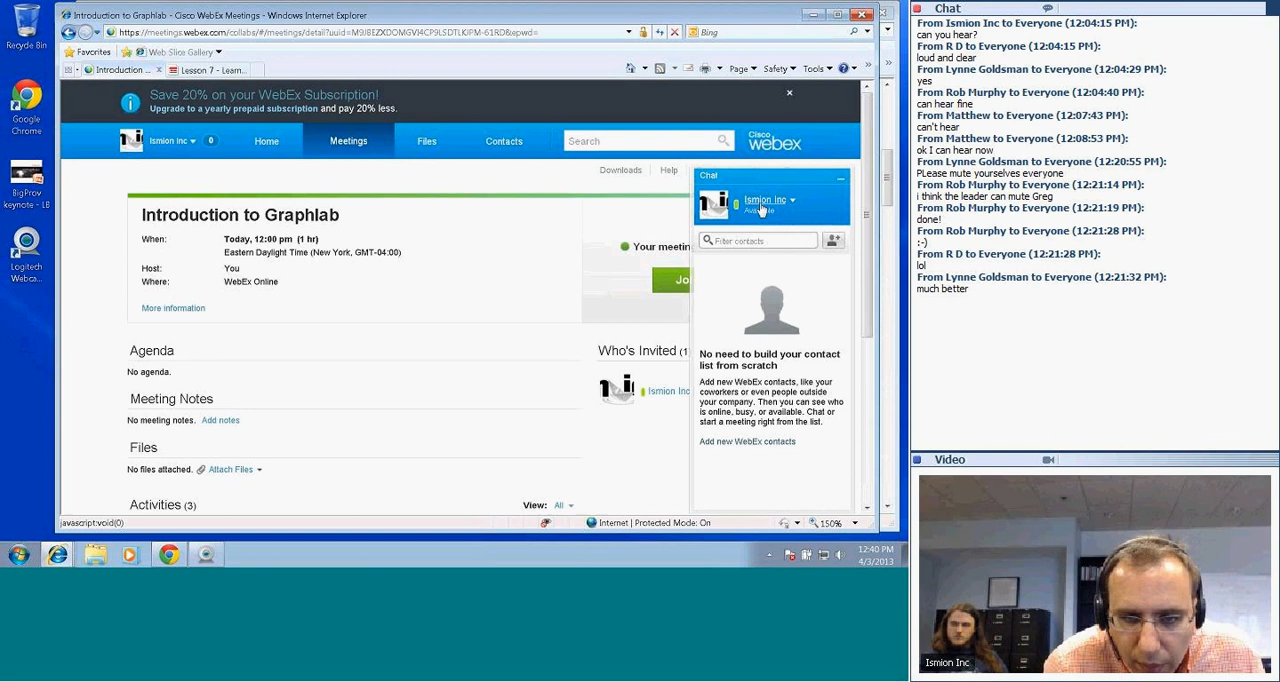 Introduction to Graphlab - Cisco WebEx Meetings - Windows Internet Explorer
Favorites
Web Slice Gallery
Bing
Introduction ...
Lesson 7 - Learn...
Page
Safety
Tools
Recycle Bin
Google Chrome
BigProv keynote - LB
Logitech Webca...
Save 20% on your WebEx Subscription!
Upgrade to a yearly prepaid subscription and pay 20% less.
Ismion Inc
0
Home
Meetings
Files
Contacts
Search
Cisco webex
Downloads
Help
Introduction to Graphlab
When:
Today, 12:00 pm (1 hr)
Eastern Daylight Time (New York, GMT-04:00)
Host:
You
Where:
WebEx Online
More information
Your meetin
Jo
Agenda
No agenda.
Meeting Notes
No meeting notes. Add notes
Files
No files attached. Attach Files
Activities (3)
View: All
Who's Invited (1
Ismion Inc
Chat
Ismion Inc
Filter contacts
No need to build your contact
list from scratch
Add new WebEx contacts, like your
coworkers or even people outside
your company. Then you can see who
is online, busy, or available. Chat or
start a meeting right from the list.
Add new WebEx contacts
javascript:void(0)
Internet | Protected Mode: On
150%
12:40 PM
4/3/2013
Chat
From Ismion Inc to Everyone (12:04:15 PM):
can you hear?
From R D to Everyone (12:04:15 PM):
loud and clear
From Lynne Goldsman to Everyone (12:04:29 PM):
yes
From Rob Murphy to Everyone (12:04:40 PM):
can hear fine
From Matthew to Everyone (12:07:43 PM):
can't hear
From Matthew to Everyone (12:08:53 PM):
ok I can hear now
From Lynne Goldsman to Everyone (12:20:55 PM):
PLease mute yourselves everyone
From Rob Murphy to Everyone (12:21:14 PM):
i think the leader can mute Greg
From Rob Murphy to Everyone (12:21:19 PM):
done!
From Rob Murphy to Everyone (12:21:28 PM):
:-)
From R D to Everyone (12:21:28 PM):
lol
From Lynne Goldsman to Everyone (12:21:32 PM):
much better
Video
Ismion Inc